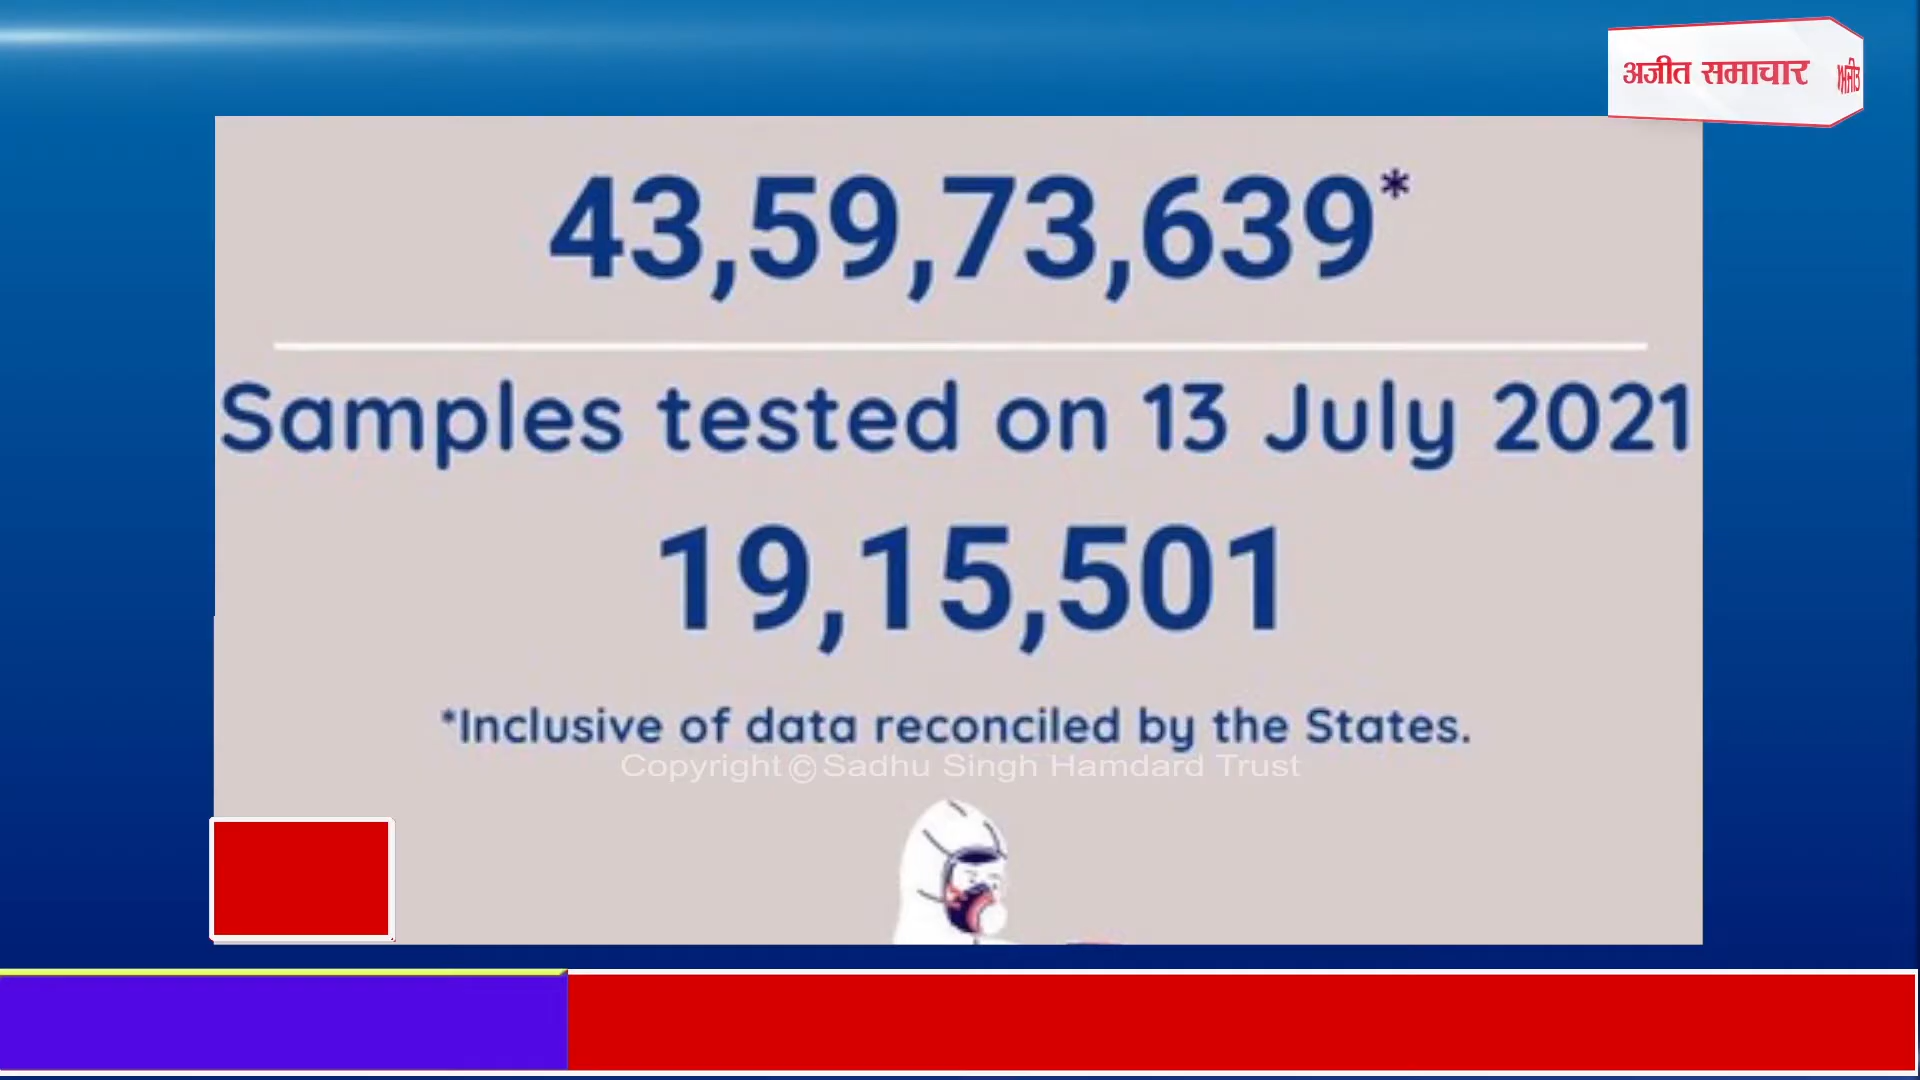 अजीत समाचार ਅਜੀਤ
43,59,73,639*
Samples tested on 13 July 2021
19,15,501
*Inclusive of data reconciled by the States.
Copyright © Sadhu Singh Hamdard Trust